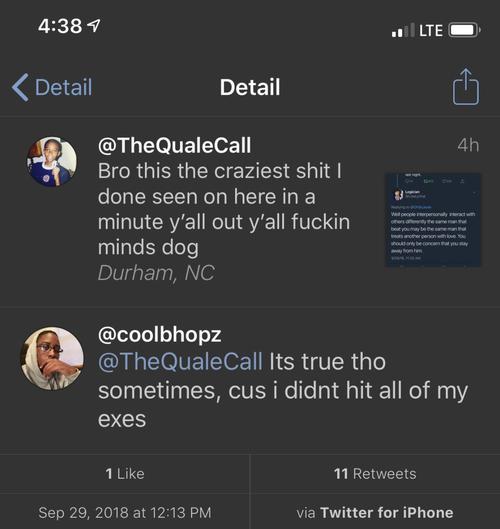 4:38
LTE
Detail
Detail
@TheQualeCall
4h
Bro this the craziest shit I
done seen on here in a
minute y’all out y’all fuckin
minds dog
Durham, NC
Well people interpersonally interact with
others differently the same man that
beat you may be the same man that
treats another person with love. You
should only be concern that you stay
away from him.
@coolbhopz
@TheQualeCall Its true tho
sometimes, cus i didnt hit all of my
exes
1 Like
11 Retweets
Sep 29, 2018 at 12:13 PM
via Twitter for iPhone